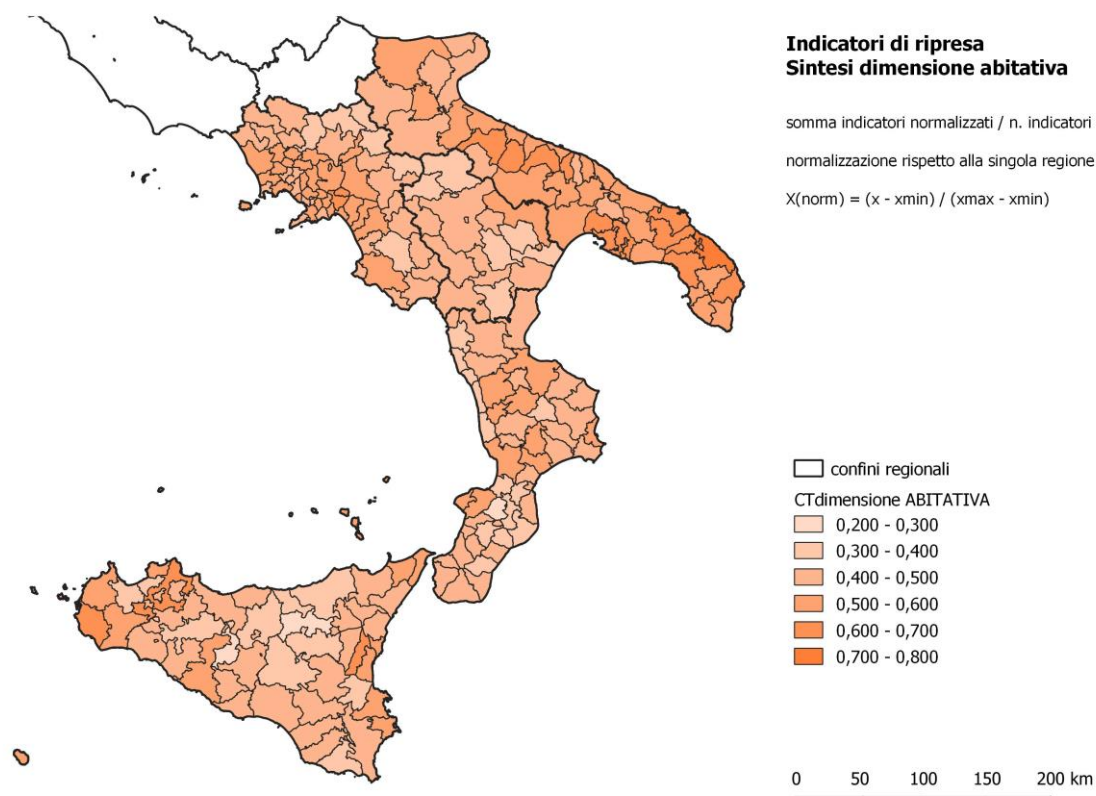 Indicatori di ripresa
Sintesi dimensione abitativa
somma indicatori normalizzati / n. indicatori
normalizzazione rispetto alla singola regione
X(norm) = (x - xmin) / (xmax - xmin)
confini regionali
CTdimensione ABITATIVA
0,200 - 0,300
0,300 - 0,400
0,400 - 0,500
0,500 - 0,600
0,600 - 0,700
0,700 - 0,800
0 50 100 150 200 km